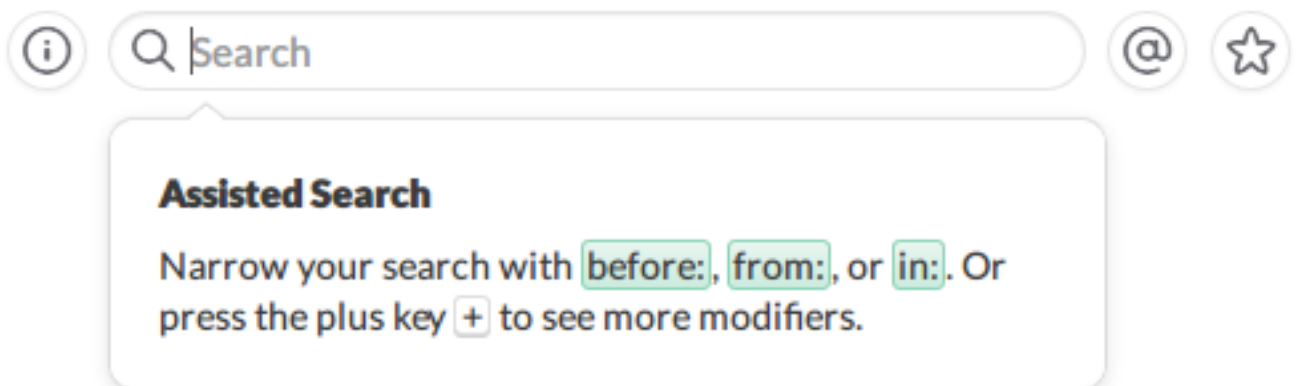 Search
@
Assisted Search
Narrow your search with before:, from:, or in:. Or
press the plus key + to see more modifiers.